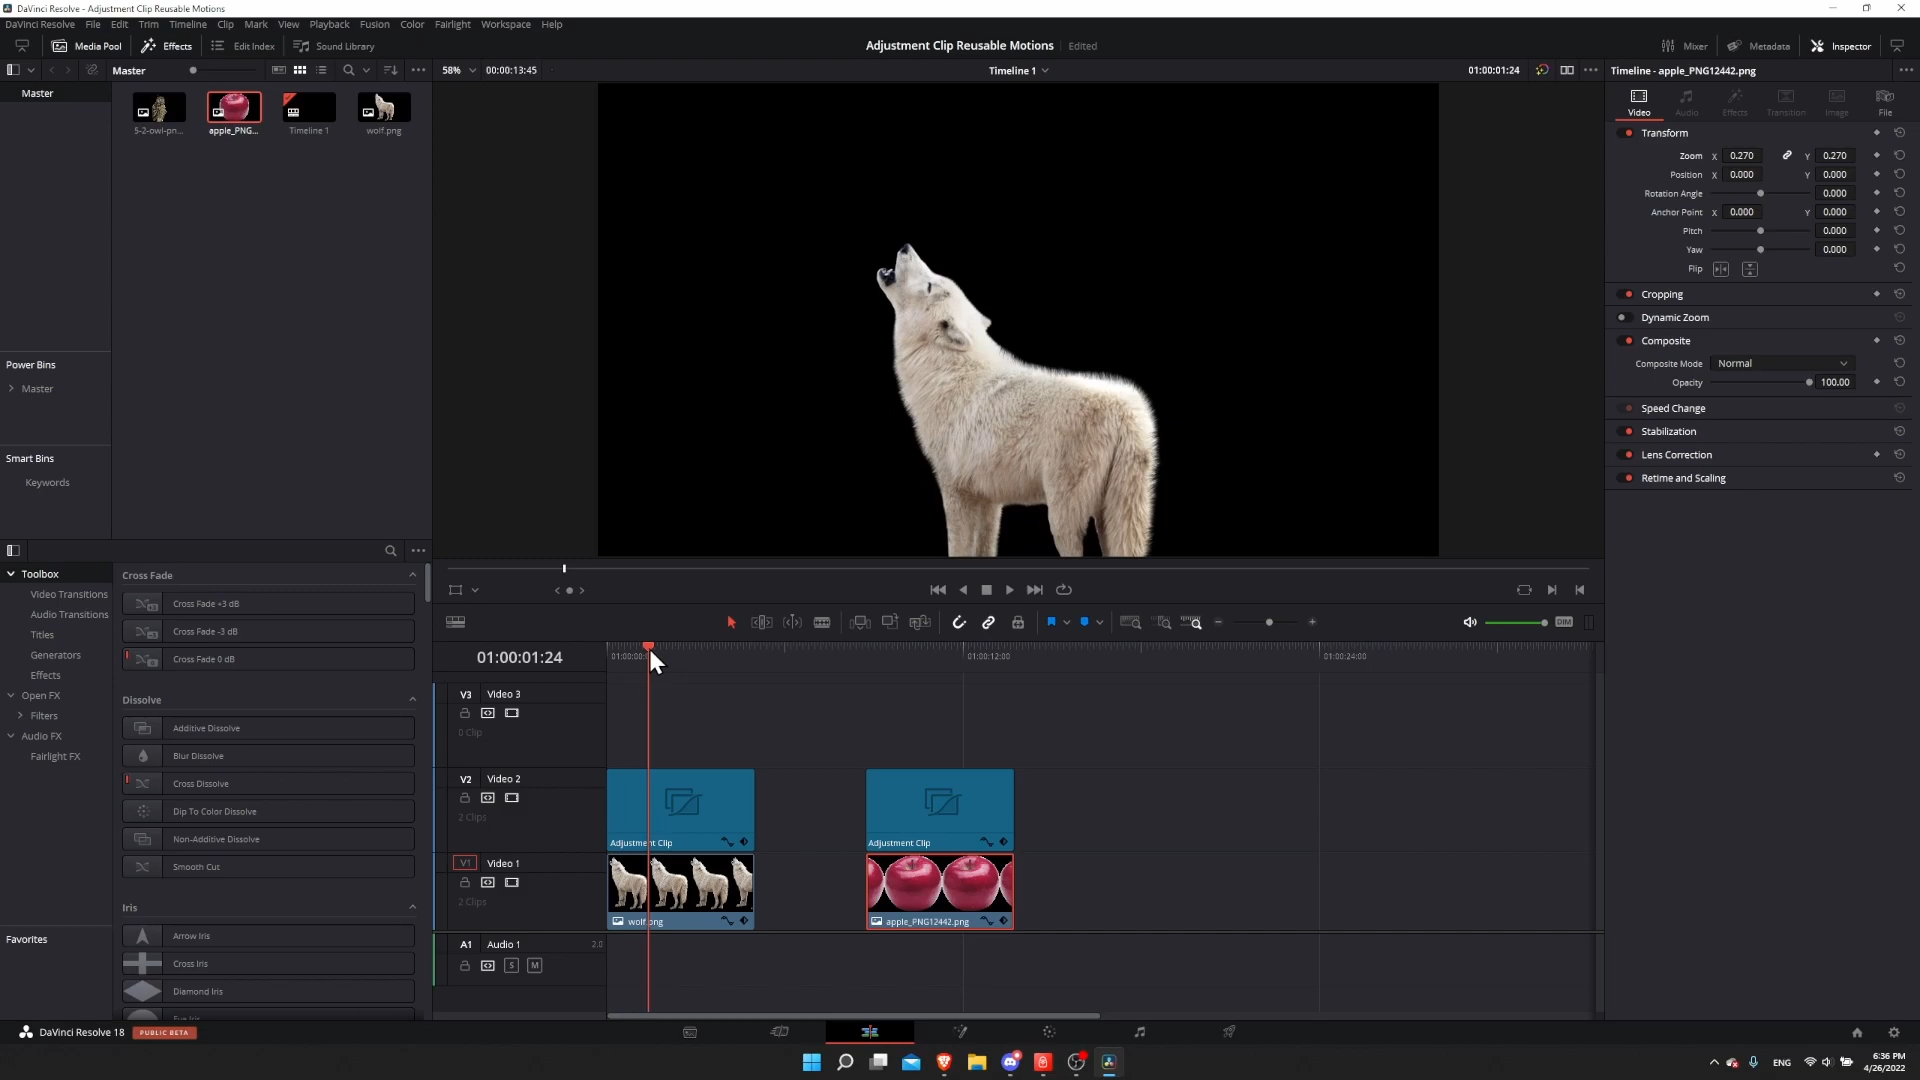 DaVinci Resolve - Adjustment Clip Reusable Motions
DaVinci Resolve File Edit Trim Timeline Clip Mark View Playback Fusion Color Fairlight Workspace Help
Media Pool Effects Edit Index Sound Library
Adjustment Clip Reusable Motions Edited
Mixer Metadata Inspector
Master
58% 00:00:13:45
Timeline 1
01:00:01:24
Timeline - apple_PNG12442.png
Master
5-2-owl-pn...
apple_PNG...
Timeline 1
wolf.png
Video Audio Effects Transition Image File
Transform
Zoom X 0.270 Y 0.270
Position X 0.000 Y 0.000
Rotation Angle 0.000
Anchor Point X 0.000 Y 0.000
Pitch 0.000
Yaw 0.000
Flip
Cropping
Dynamic Zoom
Composite
Composite Mode Normal
Opacity 100.00
Speed Change
Stabilization
Lens Correction
Retime and Scaling
Power Bins
Master
Smart Bins
Keywords
Toolbox
Video Transitions
Audio Transitions
Titles
Generators
Effects
Open FX
Filters
Audio FX
Fairlight FX
Favorites
Cross Fade
Cross Fade +3 dB
Cross Fade -3 dB
Cross Fade 0 dB
Dissolve
Additive Dissolve
Blur Dissolve
Cross Dissolve
Dip To Color Dissolve
Non-Additive Dissolve
Smooth Cut
Iris
Arrow Iris
Cross Iris
Diamond Iris
DIM
01:00:01:24
01:00:12:00
01:00:24:00
V3 Video 3
0 Clip
V2 Video 2
2 Clips
Adjustment Clip
Adjustment Clip
V1 Video 1
2 Clips
apple_PNG12442.png
A1 Audio 1 2.0
S M
DaVinci Resolve 18 PUBLIC BETA
ENG
6:36 PM
4/26/2022